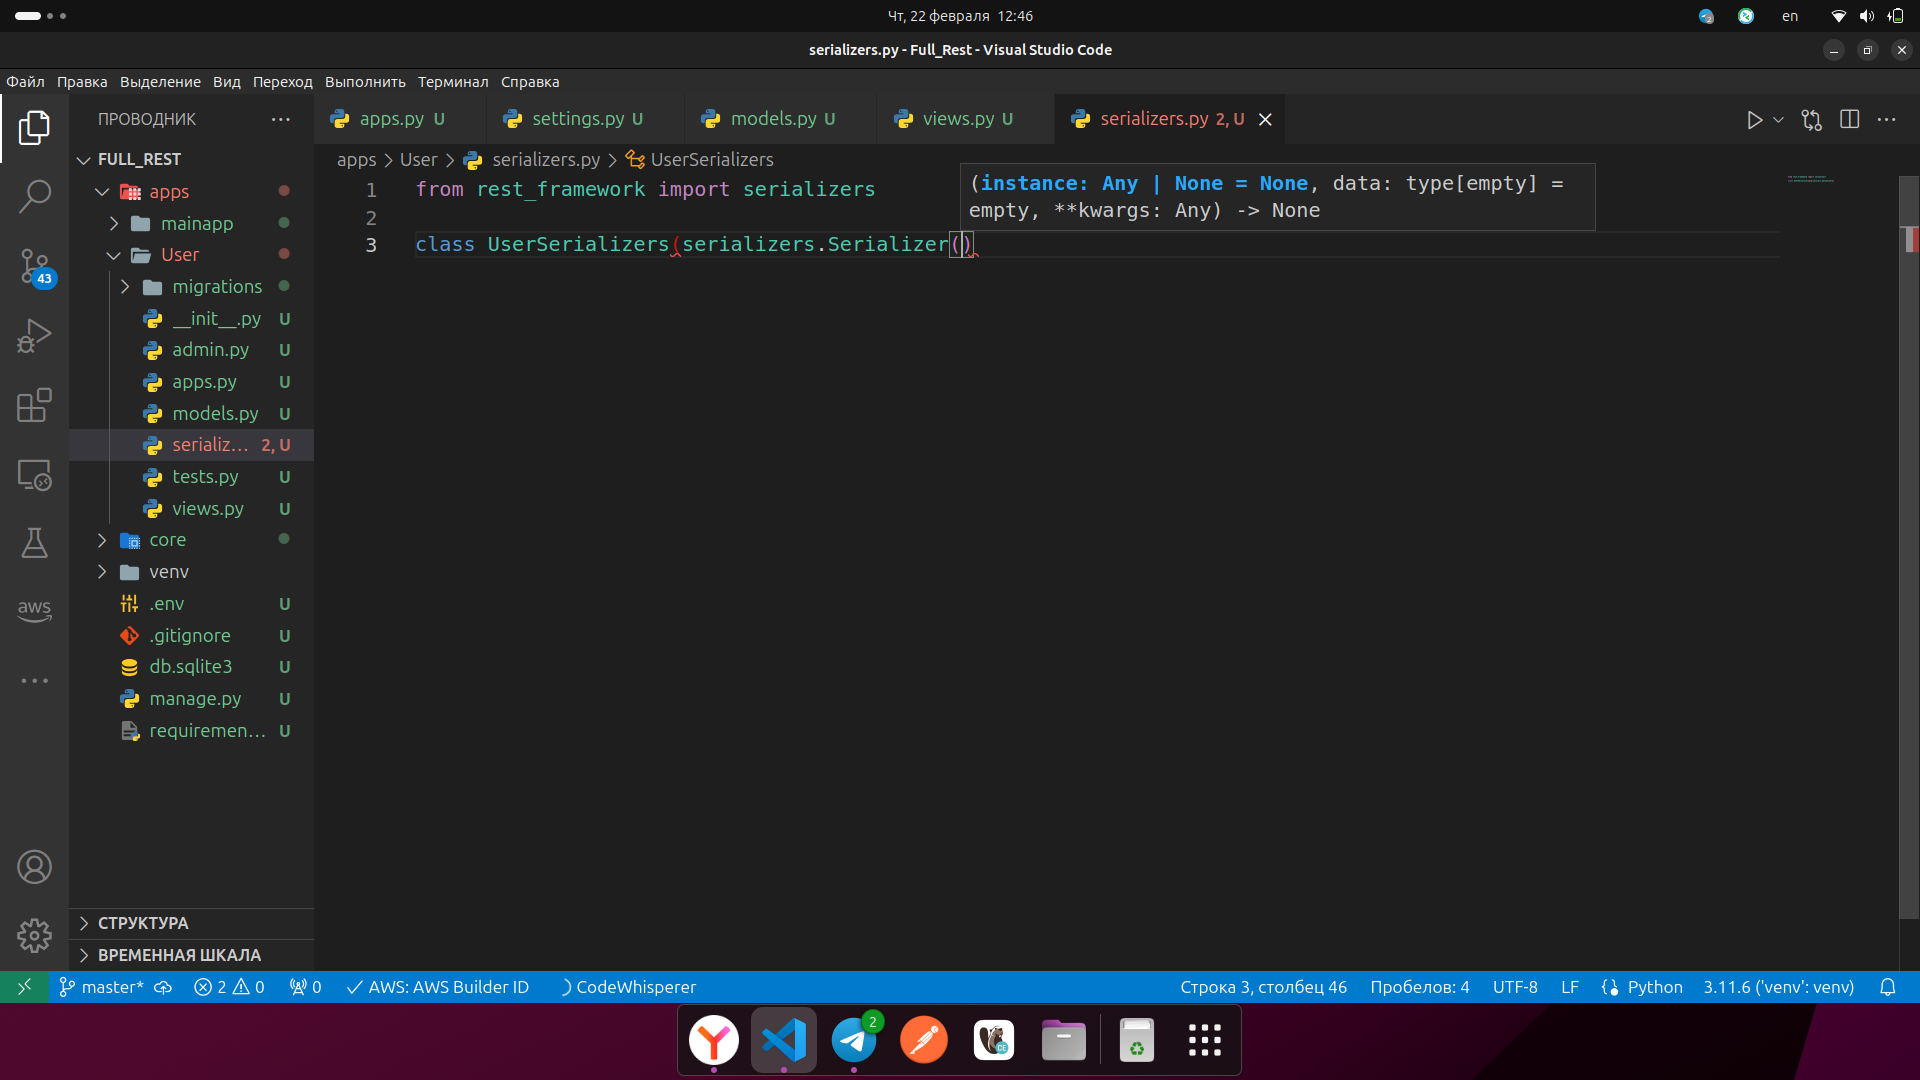 Чт, 22 февраля 12:46
en
serializers.py - Full_Rest - Visual Studio Code
Файл Правка Выделение Вид Переход Выполнить Терминал Справка
ПРОВОДНИК
apps.py U
settings.py U
models.py U
views.py U
serializers.py 2, U
FULL_REST
apps
mainapp
User
migrations
__init__.py U
admin.py U
apps.py U
models.py U
serializ... 2, U
tests.py U
views.py U
core
venv
.env U
.gitignore U
db.sqlite3 U
manage.py U
requiremen... U
43
aws
СТРУКТУРА
ВРЕМЕННАЯ ШКАЛА
apps > User > serializers.py > UserSerializers
1 from rest_framework import serializers
2
3 class UserSerializers(serializers.Serializer()
(instance: Any | None = None, data: type[empty] =
empty, **kwargs: Any) -> None
master* 2 0 0 AWS: AWS Builder ID CodeWhisperer
Строка 3, столбец 46 Пробелов: 4 UTF-8 LF Python 3.11.6 ('venv': venv)
2
CE